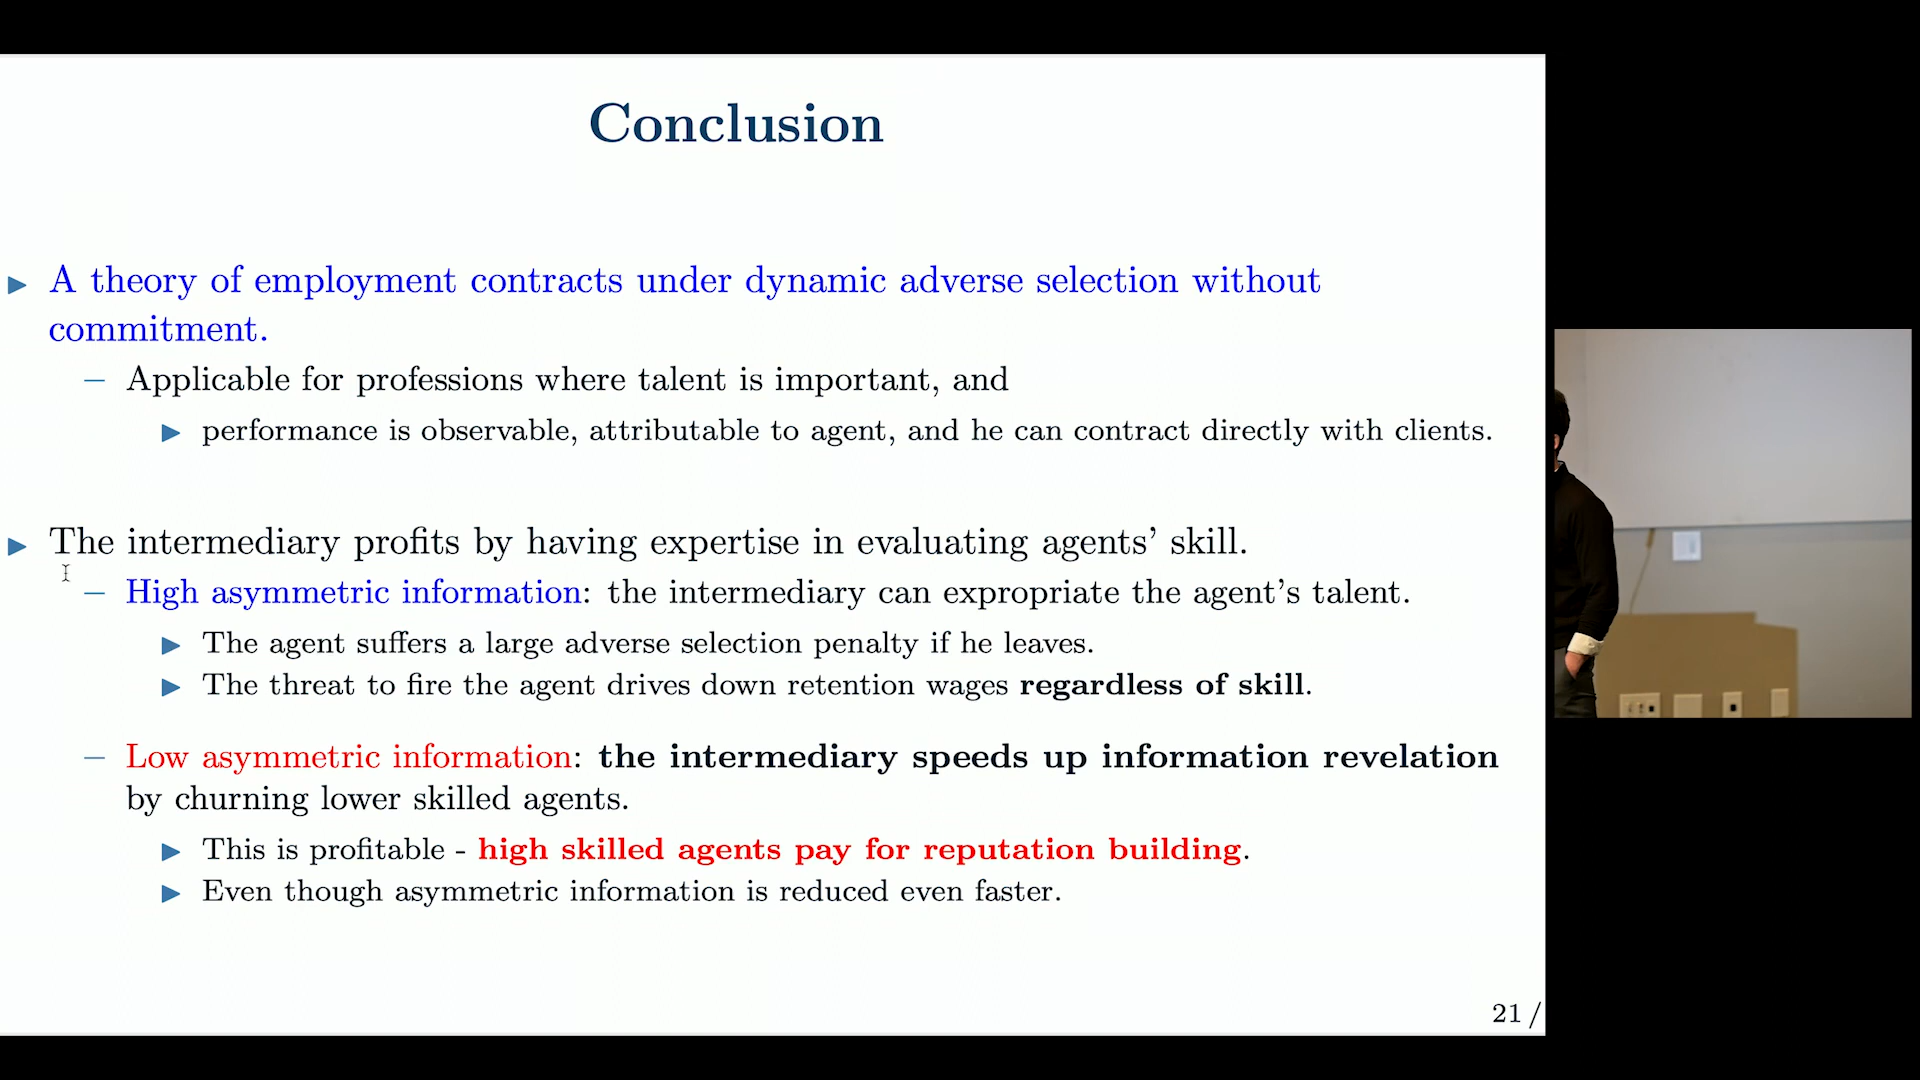 Conclusion
▶ A theory of employment contracts under dynamic adverse selection without
commitment.
– Applicable for professions where talent is important, and
▶ performance is observable, attributable to agent, and he can contract directly with clients.
▶ The intermediary profits by having expertise in evaluating agents’ skill.
– High asymmetric information: the intermediary can expropriate the agent’s talent.
▶ The agent suffers a large adverse selection penalty if he leaves.
▶ The threat to fire the agent drives down retention wages regardless of skill.
– Low asymmetric information: the intermediary speeds up information revelation
by churning lower skilled agents.
▶ This is profitable - high skilled agents pay for reputation building.
▶ Even though asymmetric information is reduced even faster.
21 /